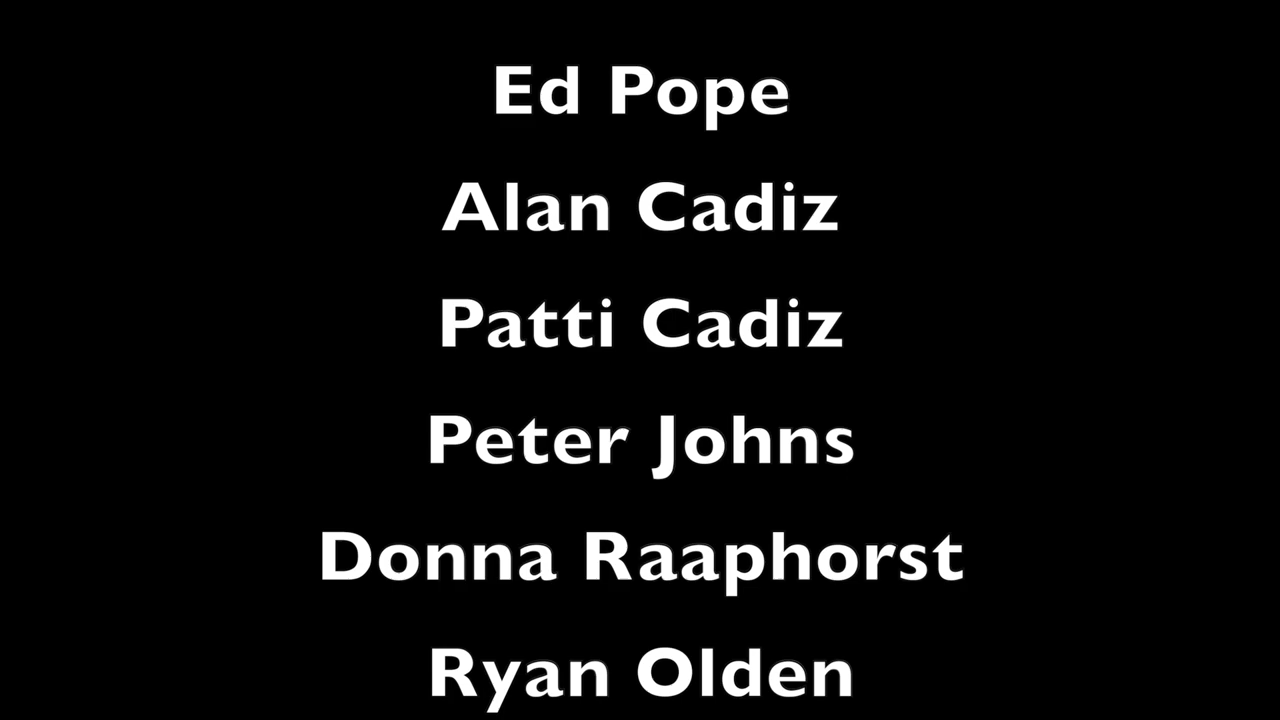 Ed Pope
Alan Cadiz
Patti Cadiz
Peter Johns
Donna Raaphorst
Ryan Olden